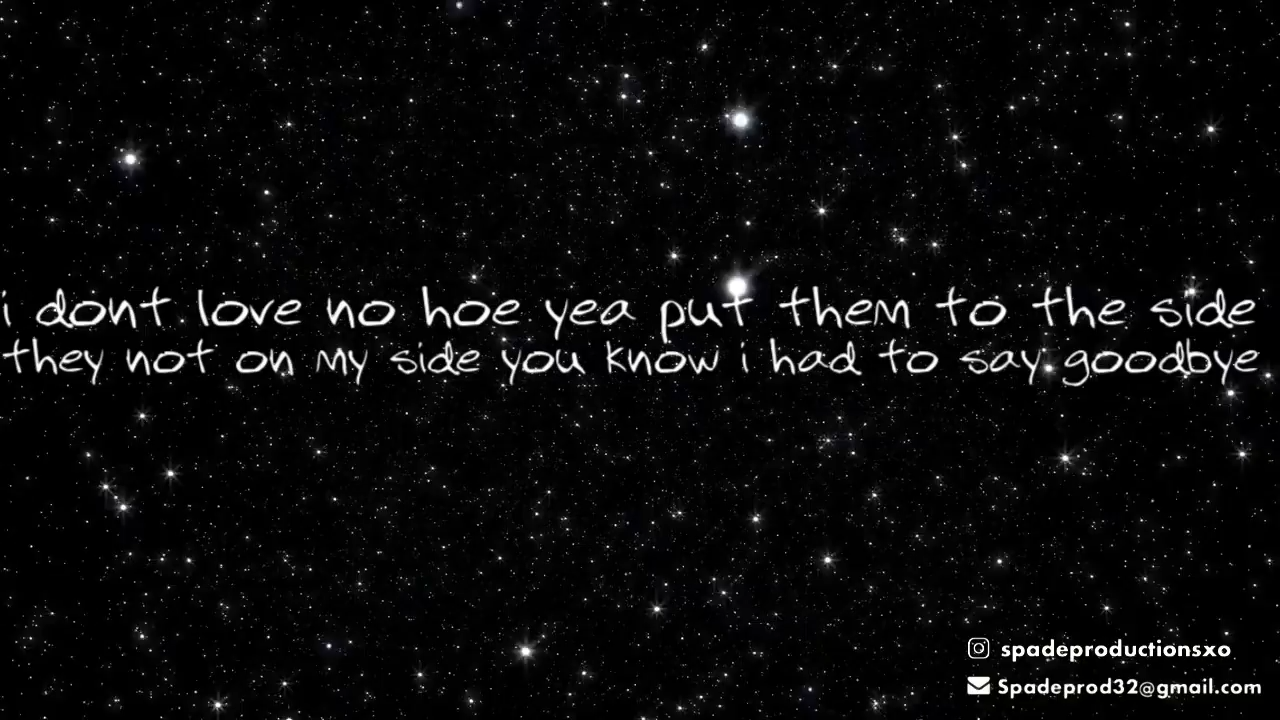 i dont love no hoe yea put them to the side
they not on my side you know i had to say goodbye
spadeproductionsxo
Spadeprod32@gmail.com